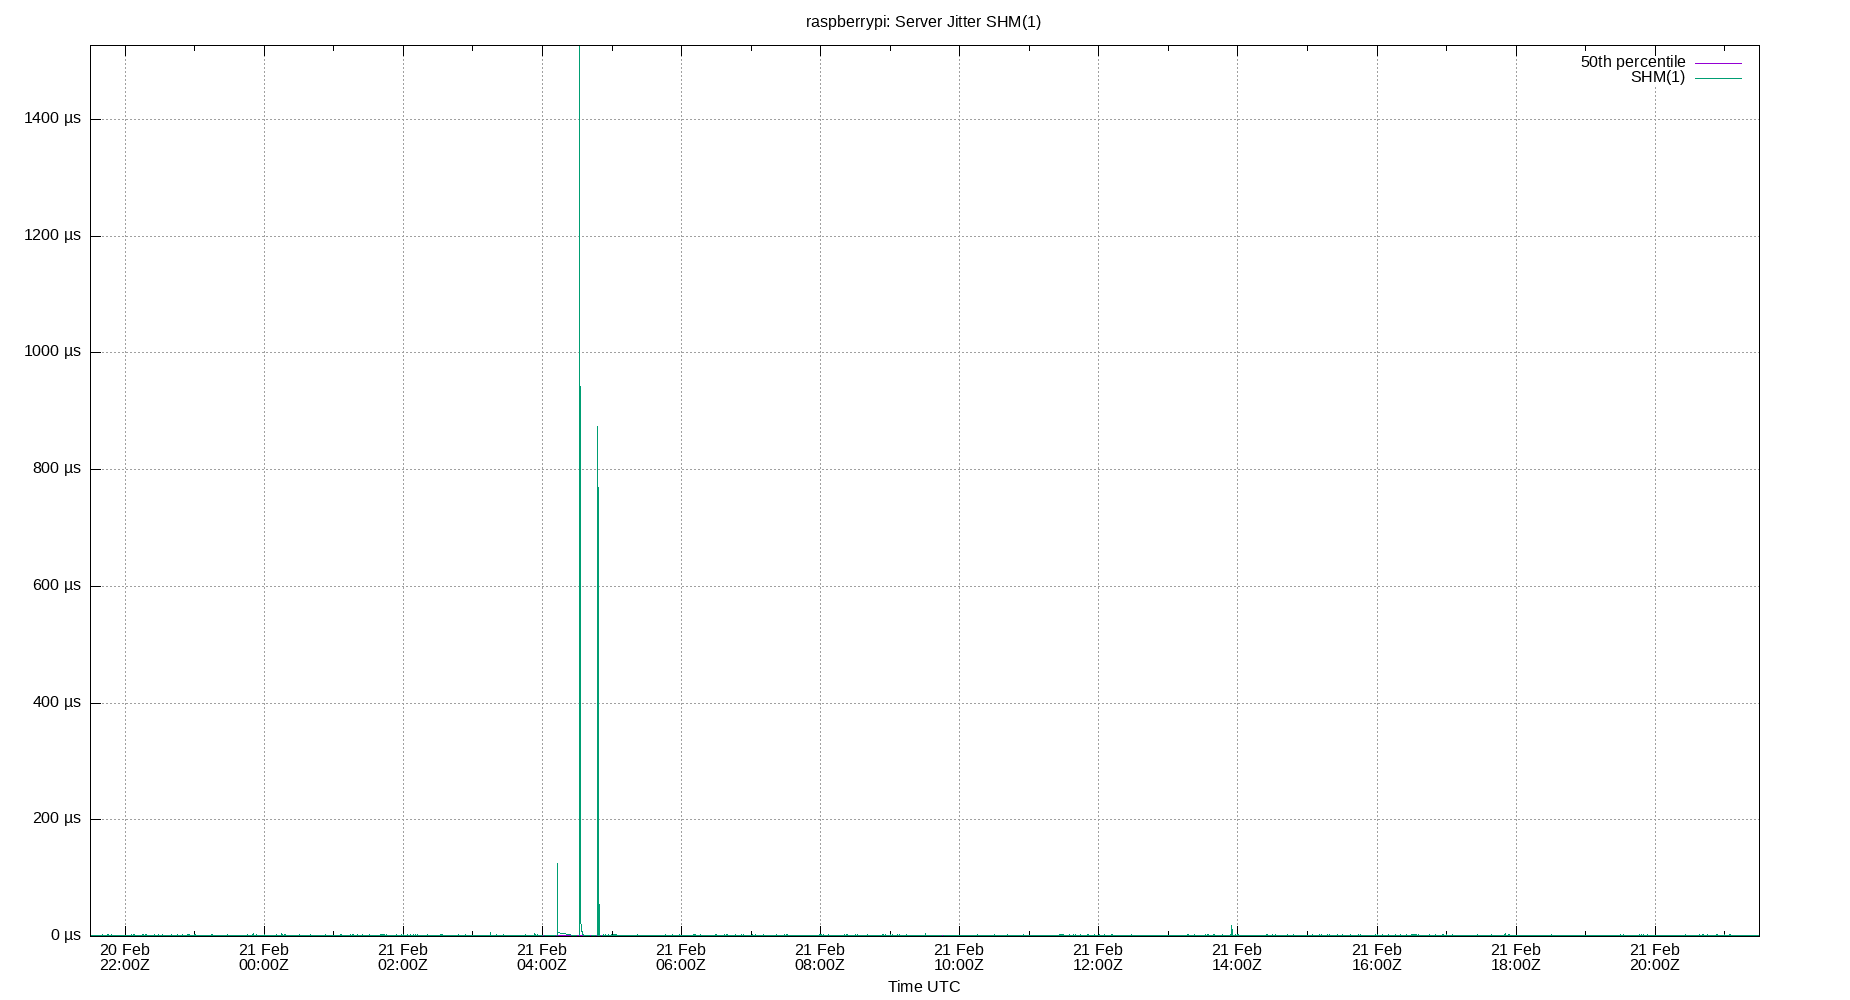 raspberrypi: Server Jitter SHM(1)
50th percentile
SHM(1)
1400 µs
1200 µs
1000 µs
800 µs
600 µs
400 µs
200 µs
0 µs
20 Feb 21 Feb 21 Feb 21 Feb 21 Feb 21 Feb 21 Feb 21 Feb 21 Feb 21 Feb 21 Feb 21 Feb
22:00Z 00:00Z 02:00Z 04:00Z 06:00Z 08:00Z 10:00Z 12:00Z 14:00Z 16:00Z 18:00Z 20:00Z
Time UTC